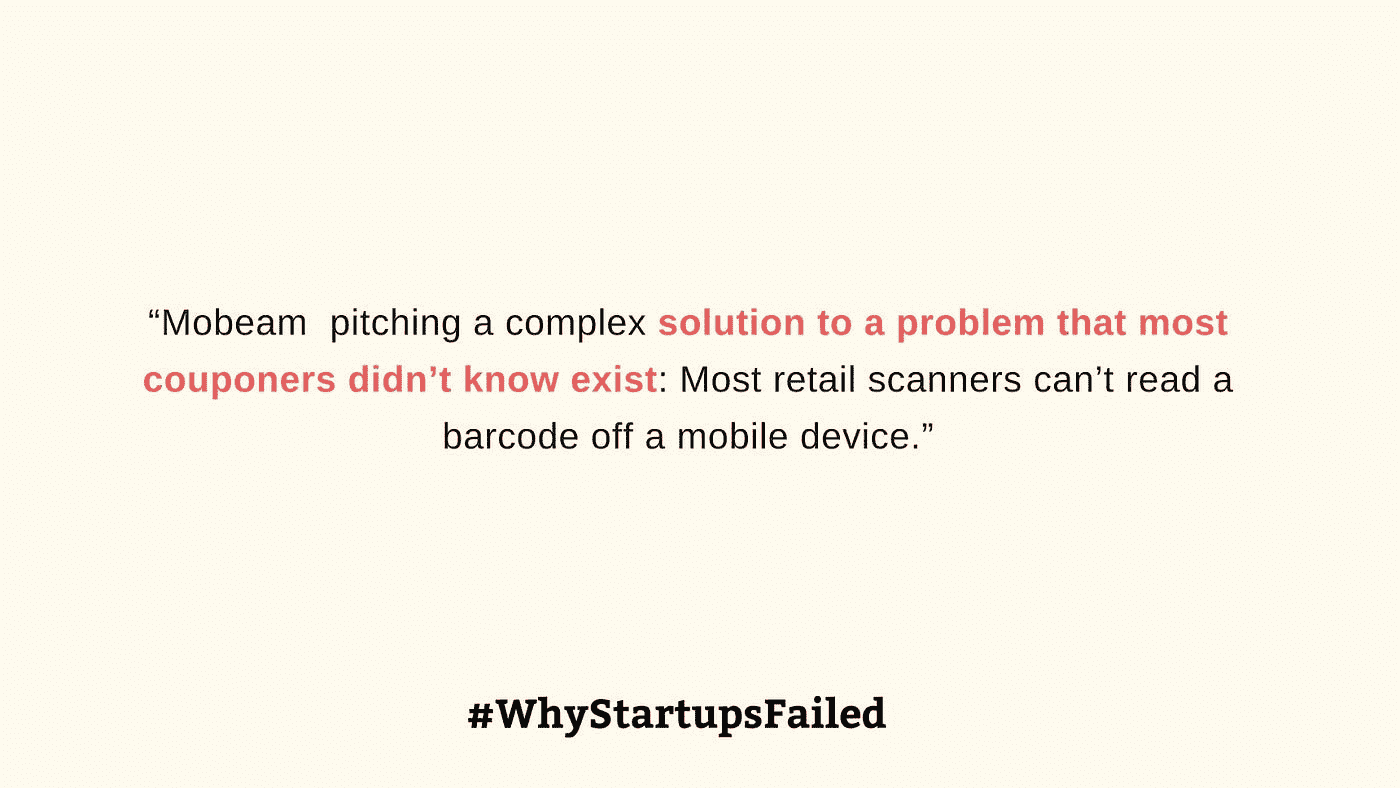 “Mobeam  pitching a complex solution to a problem that most
couponers didn’t know exist: Most retail scanners can’t read a
barcode off a mobile device.”
#WhyStartupsFailed